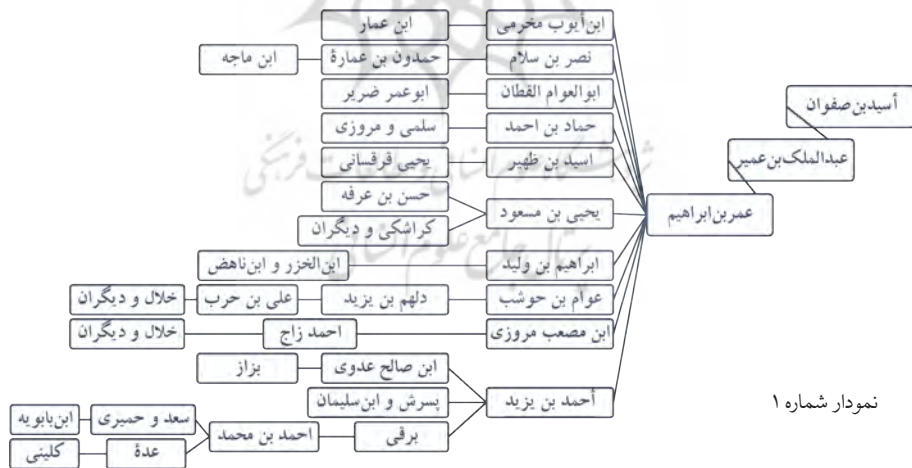 أسیدبن‌صفوان
عبدالملک‌بن‌عمیر
عمربن‌ابراهیم
ابن‌أیوب مخرمی ابن عمار
نصر بن سلام حمدون بن عمارة ابن ماجه
ابوالعوام القطان ابوعمر ضریر
حماد بن احمد سلمی و مروزی
اسید بن ظهیر یحیی قرقسانی
یحیی بن مسعود
حسن بن عرفه
کراشکی و دیگران
ابراهیم بن ولید ابن‌الخزر و ابن‌ناهض
عوام بن حوشب دلهم بن یزید علی بن حرب خلال و دیگران
ابن مصعب مروزی احمد زاج خلال و دیگران
أحمد بن یزید
ابن صالح عدوی بزاز
پسرش و ابن‌سلیمان
برقی احمد بن محمد
سعد و حمیری ابن‌بابویه
عدة کلینی
نمودار شماره ۱
پرتال جامع علوم انسانی